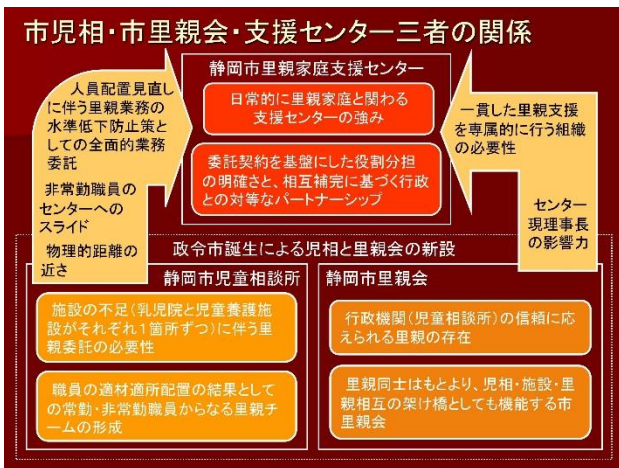 市児相・市里親会・支援センター三者の関係
静岡市里親家庭支援センター
日常的に里親家庭と関わる
支援センターの強み
委託契約を基盤にした役割分担
の明確さと、相互補完に基づく行政
との対等なパートナーシップ
人員配置見直し
に伴う里親業務の
水準低下防止策と
しての全面的業務
委託
非常勤職員の
センターへの
スライド
物理的距離の
近さ
一貫した里親支援
を専属的に行う組織
の必要性
センター
現理事長
の影響力
政令市誕生による児相と里親会の新設
静岡市児童相談所
施設の不足(乳児院と児童養護施
設がそれぞれ1箇所ずつ)に伴う里
親委託の必要性
職員の適材適所配置の結果として
の常勤・非常勤職員からなる里親チ
ームの形成
静岡市里親会
行政機関(児童相談所)の信頼に応
えられる里親の存在
里親同士はもとより、児相・施設・里
親相互の架け橋としても機能する市
里親会